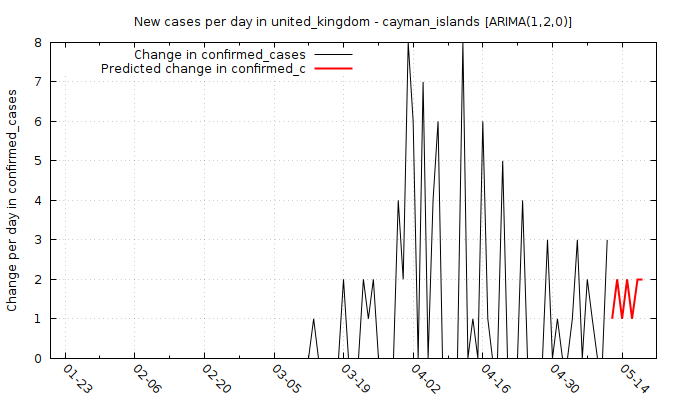 New cases per day in united_kingdom - cayman_islands [ARIMA(1,2,0)]
Change in confirmed_cases
Predicted change in confirmed_c
Change per day in confirmed_cases
8
7
6
5
4
3
2
1
0
01-23 02-06 02-20 03-05 03-19 04-02 04-16 04-30 05-14